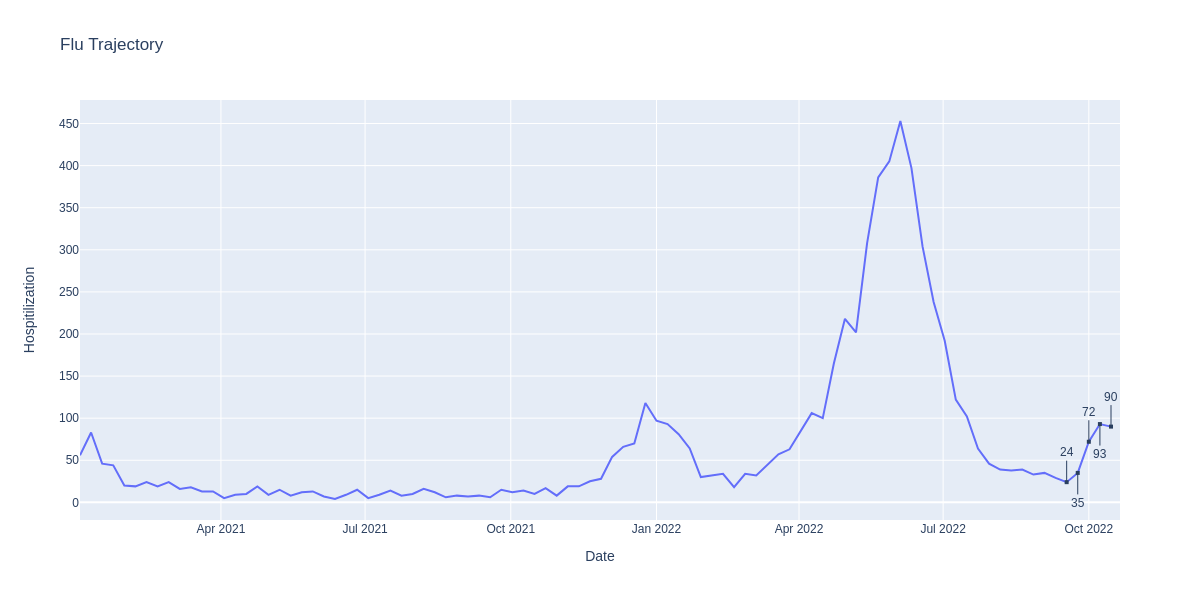 Flu Trajectory
Hospitilization
450
400
350
300
250
200
150
100
50
0
24
35
72
93
90
Apr 2021
Jul 2021
Oct 2021
Jan 2022
Apr 2022
Jul 2022
Oct 2022
Date